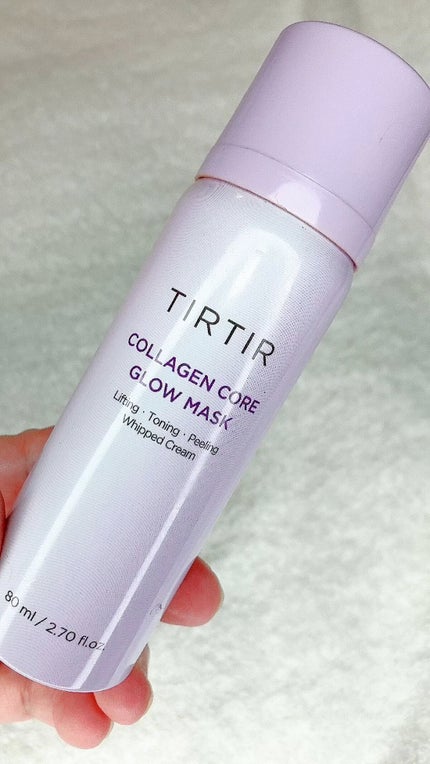 TIRTIR
COLLAGEN CORE
GLOW MASK
Lifting · Toning · Peeling
Whipped Cream
80 ml / 2.70 fl.oz.